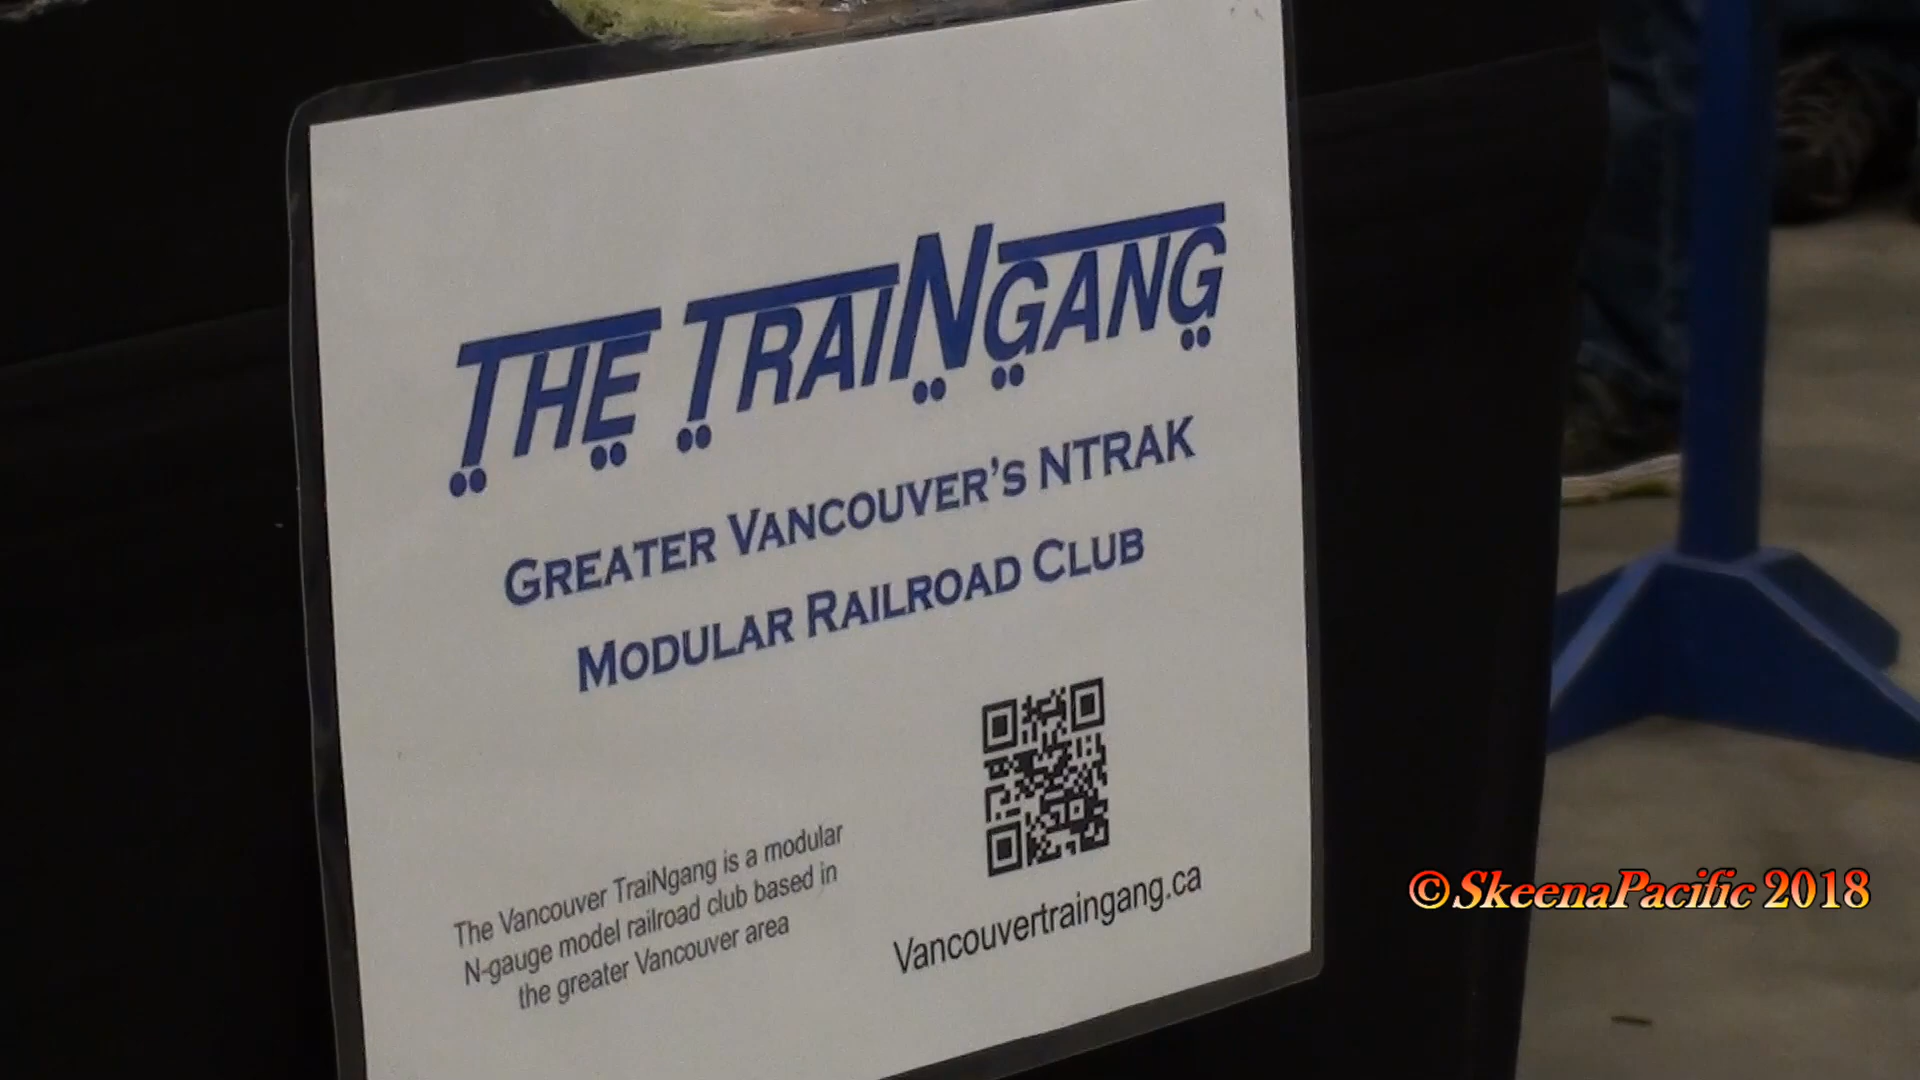 THE TRAINGANG
GREATER VANCOUVER'S NTRAK
MODULAR RAILROAD CLUB
The Vancouver TraiNgang is a modular
N-gauge model railroad club based in
the greater Vancouver area
Vancouvertraingang.ca
©SkeenaPacific 2018